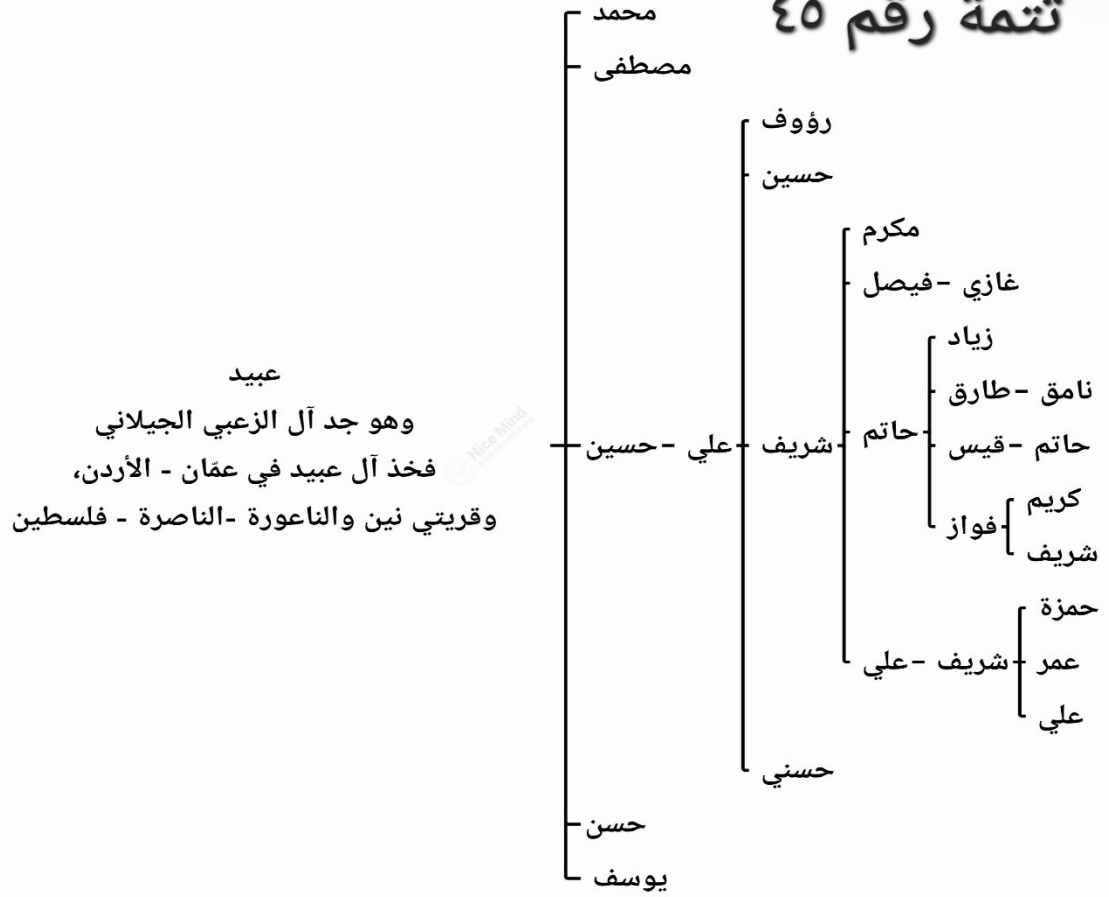 تتمة رقم ٤٥
محمد
مصطفى
رؤوف
حسين
مكرم
فيصل - غازي
زياد
طارق - نامق
قيس - حاتم
كريم
فواز
شريف
حاتم
حمزة
علي - شريف
عمر
علي
شريف
حسين - علي
حسني
حسن
يوسف
عبيد
وهو جد آل الزعبي الجيلاني
فخذ آل عبيد في عمّان - الأردن،
وقريتي نين والناعورة -الناصرة - فلسطين
Nice Mind